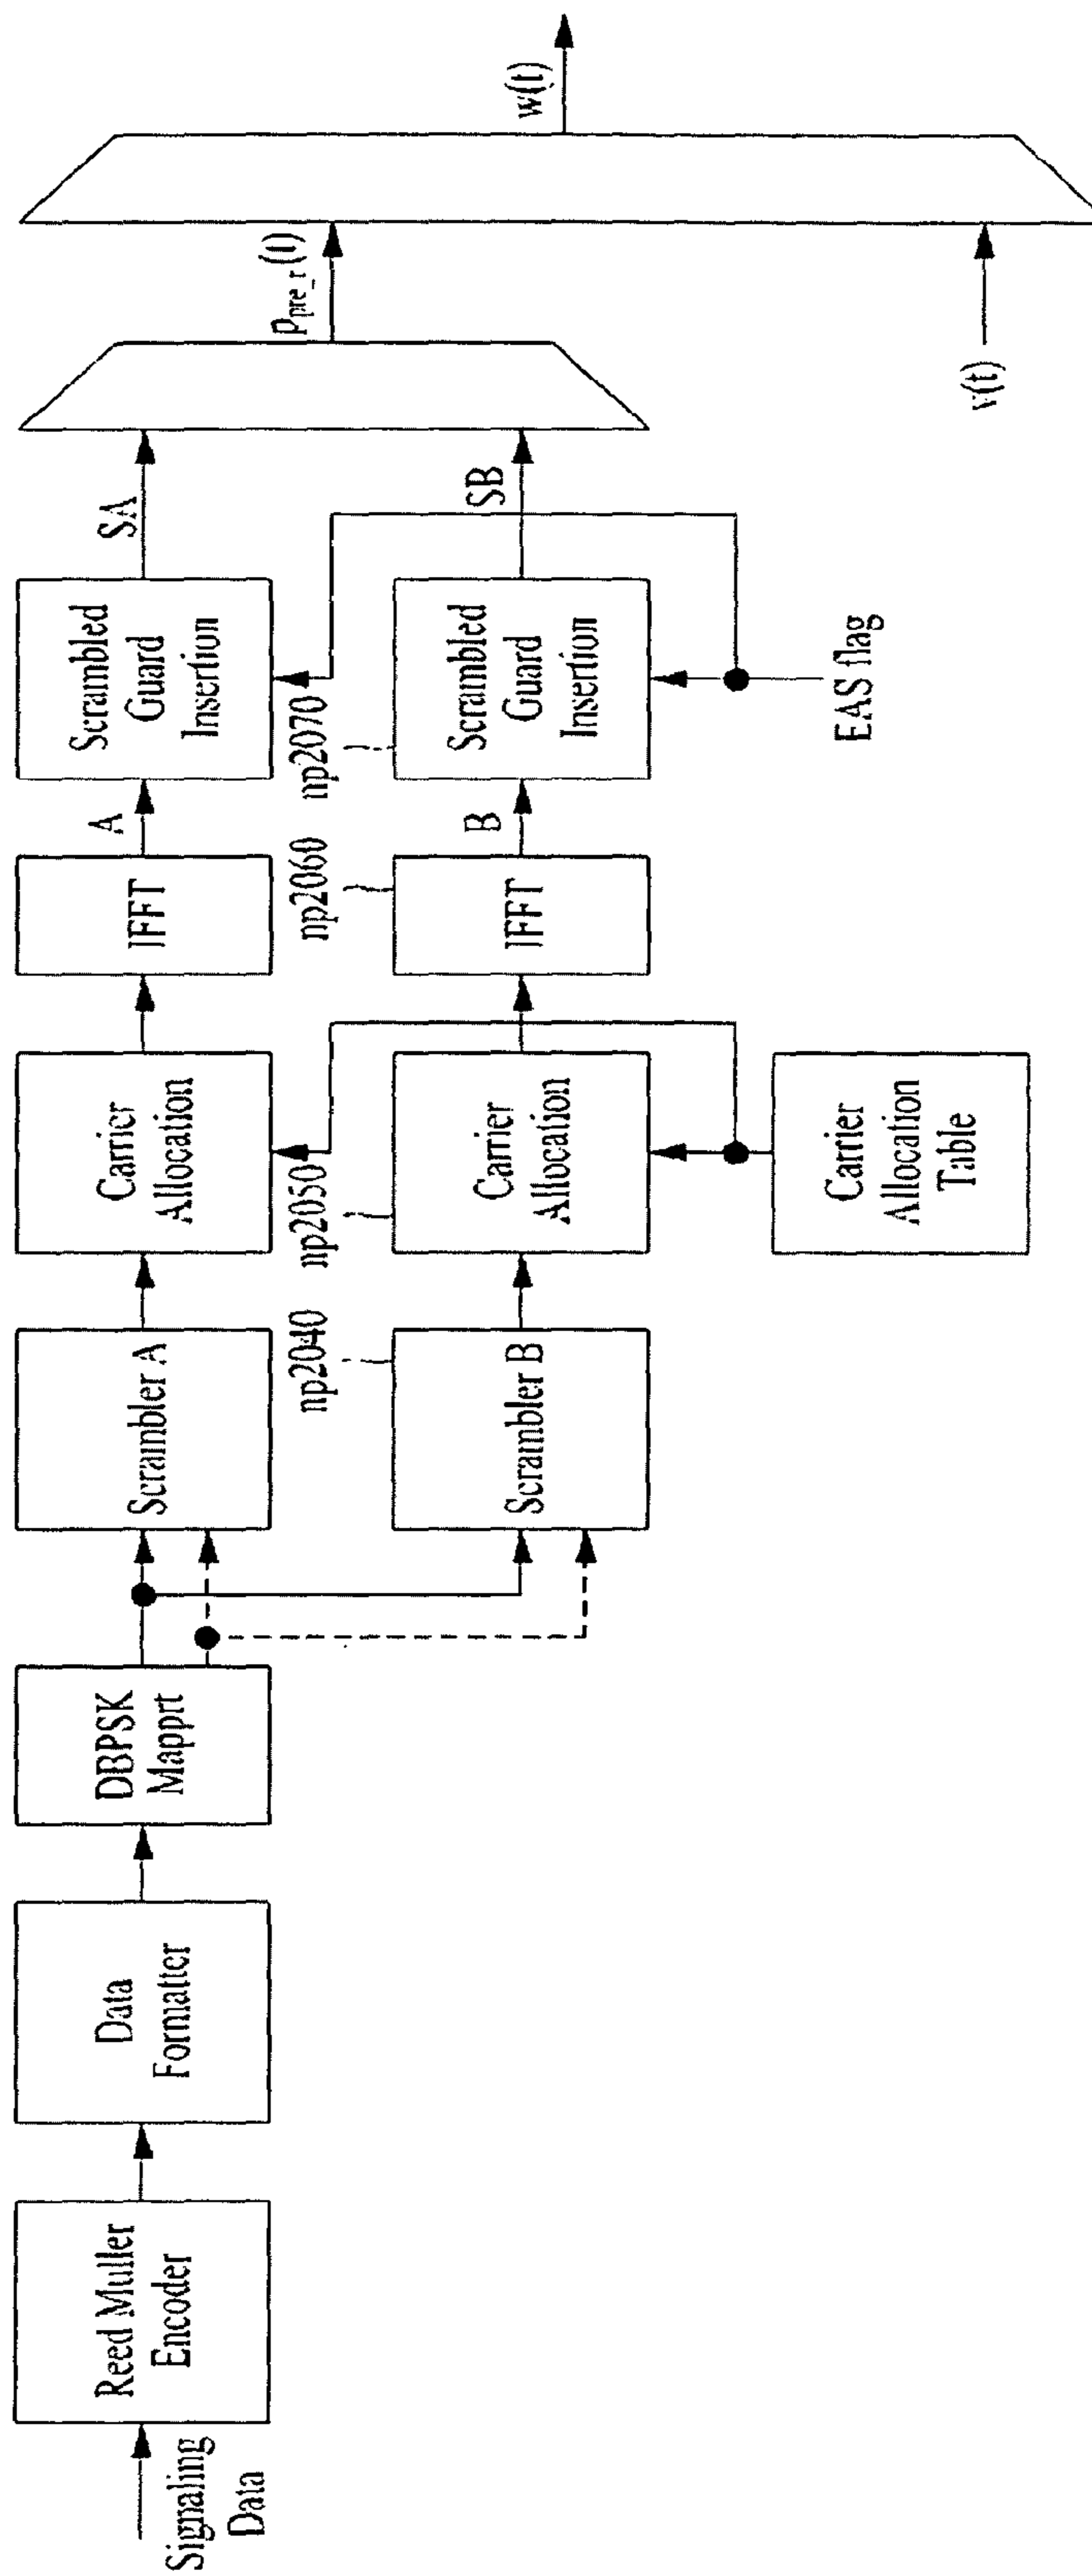 Signaling
Data
Reed Muller
Encoder
Data
Formatter
DBPSK
Mapprt
Scrambler A
Carrier
Allocation
IFFT
A
Scrambled
Guard
Insertion
SA
np2040
np2050
np2060
np2070
Scrambler B
Carrier
Allocation
IFFT
B
Scrambled
Guard
Insertion
SB
Carrier
Allocation
Table
EAS flag
Ppre_r(t)
v(t)
w(t)